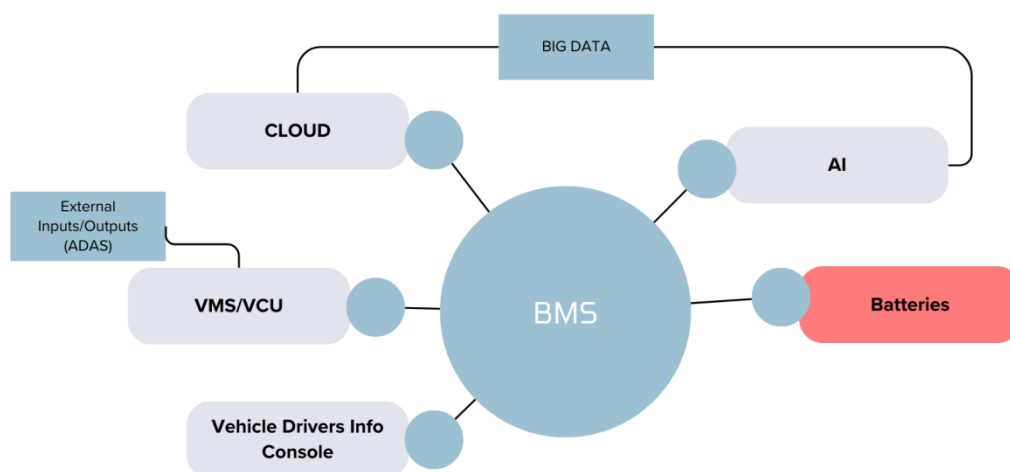 BIG DATA
CLOUD
AI
External
Inputs/Outputs
(ADAS)
VMS/VCU
BMS
Batteries
Vehicle Drivers Info
Console